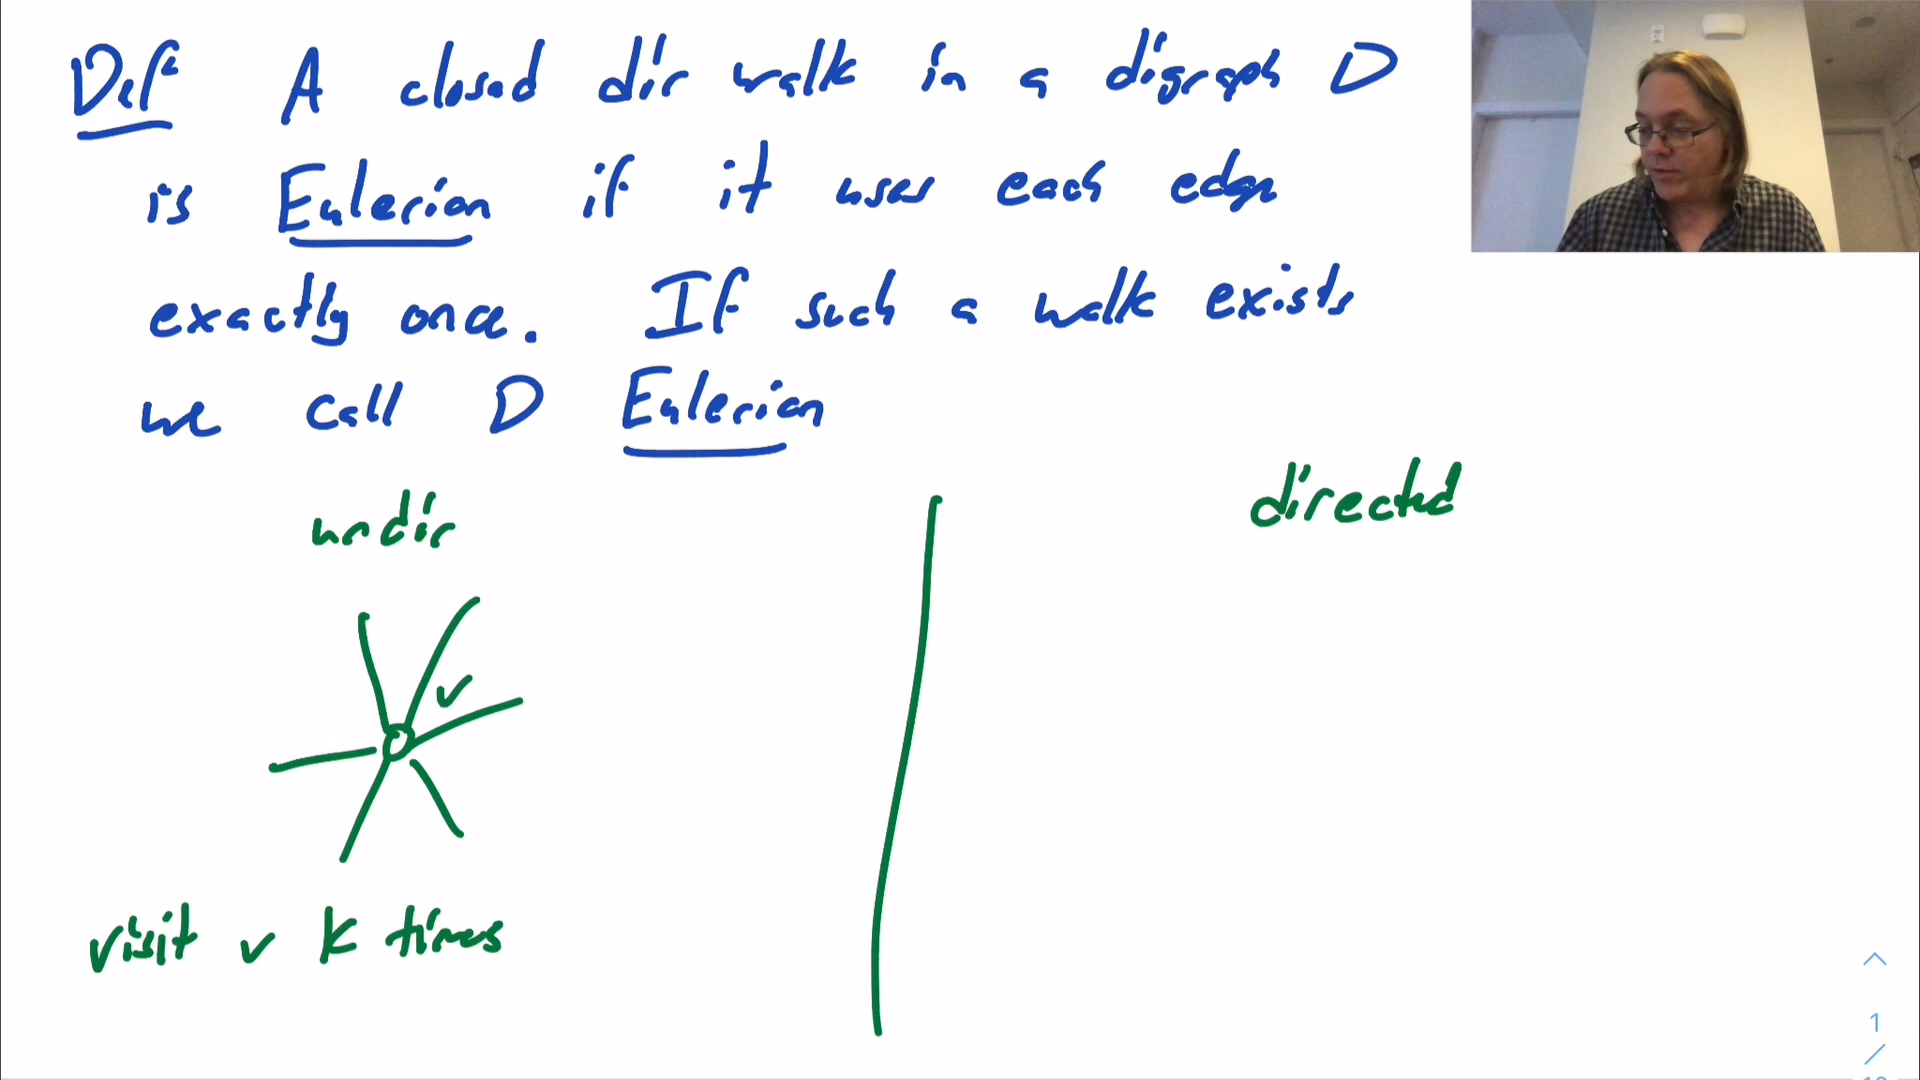 Def A closed dir walk in a digraph D
is Eulerian if it uses each edge
exactly once. If such a walk exists
we call D Eulerian
undir
directed
v
visit v k times
1
/